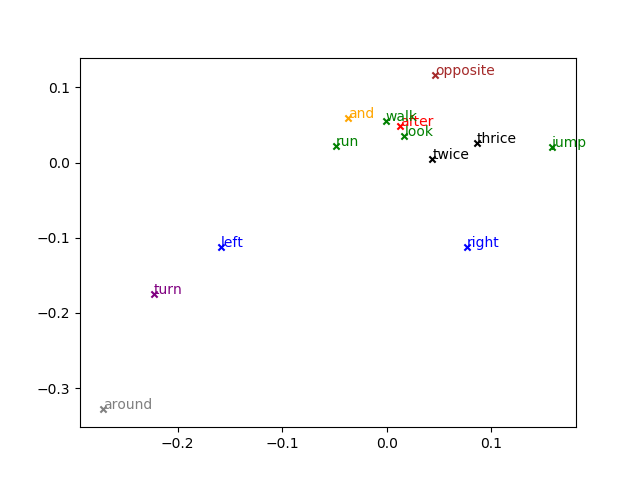 opposite
0.1
and
walk
after
look
run
thrice
jump
twice
0.0
−0.1
left
right
turn
−0.2
−0.3
around
−0.2
−0.1
0.0
0.1